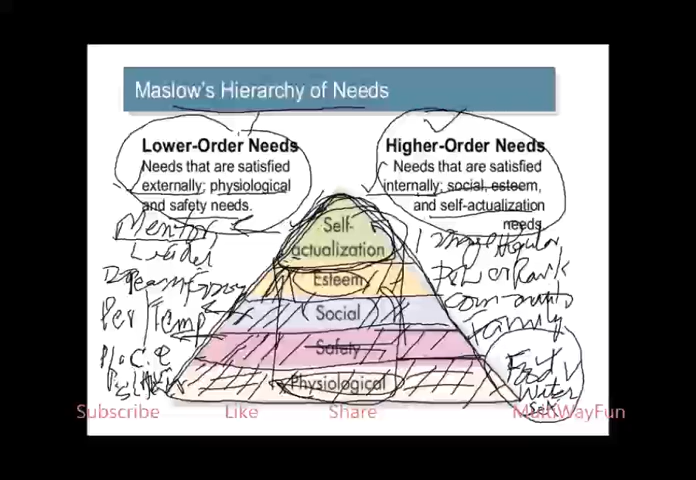 Maslow's Hierarchy of Needs
Lower-Order Needs
Needs that are satisfied
externally; physiological
and safety needs.
Higher-Order Needs
Needs that are satisfied
internally; social, esteem,
and self-actualization
needs
Self-
actualization
Esteem
Social
Safety
Physiological
Mentor
Leader
Per/Temp
Power Rank
Family
Food
Water
Subscribe Like Share MultiWayFun